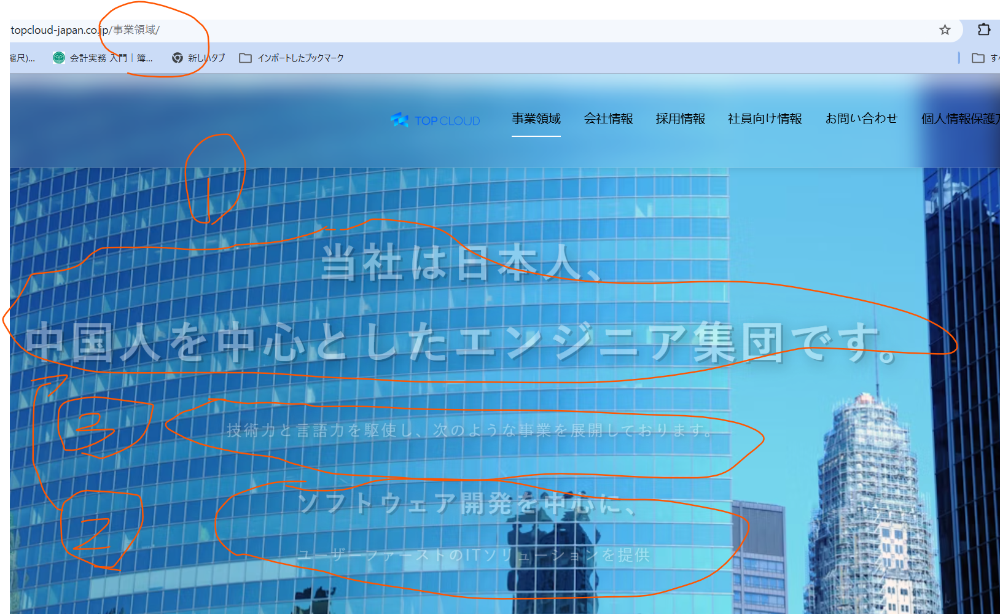 topcloud-japan.co.jp/事業領域/
縮尺)... 会計実務 入門｜簿... 新しいタブ インポートしたブックマーク
TOP CLOUD 事業領域 会社情報 採用情報 社員向け情報 お問い合わせ 個人情報保護
1
当社は日本人、
中国人を中心としたエンジニア集団です。
2
技術力と言語力を駆使し、次のような事業を展開しております。
ソフトウェア開発を中心に、
2
ユーザーファーストのITソリューションを提供